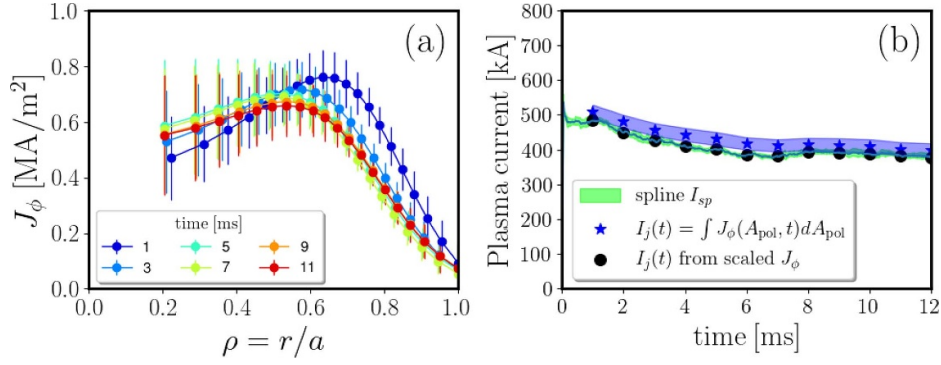 (a)
J_ϕ [MA/m²]
1.0
0.8
0.6
0.4
0.2
0.0
time [ms]
1 5 9
3 7 11
0.0 0.2 0.4 0.6 0.8 1.0
ρ = r/a
(b)
Plasma current [kA]
800
700
600
500
400
300
200
100
0
spline I_sp
I_j(t) = ∫ J_ϕ(A_pol, t)dA_pol
I_j(t) from scaled J_ϕ
0 2 4 6 8 10 12
time [ms]